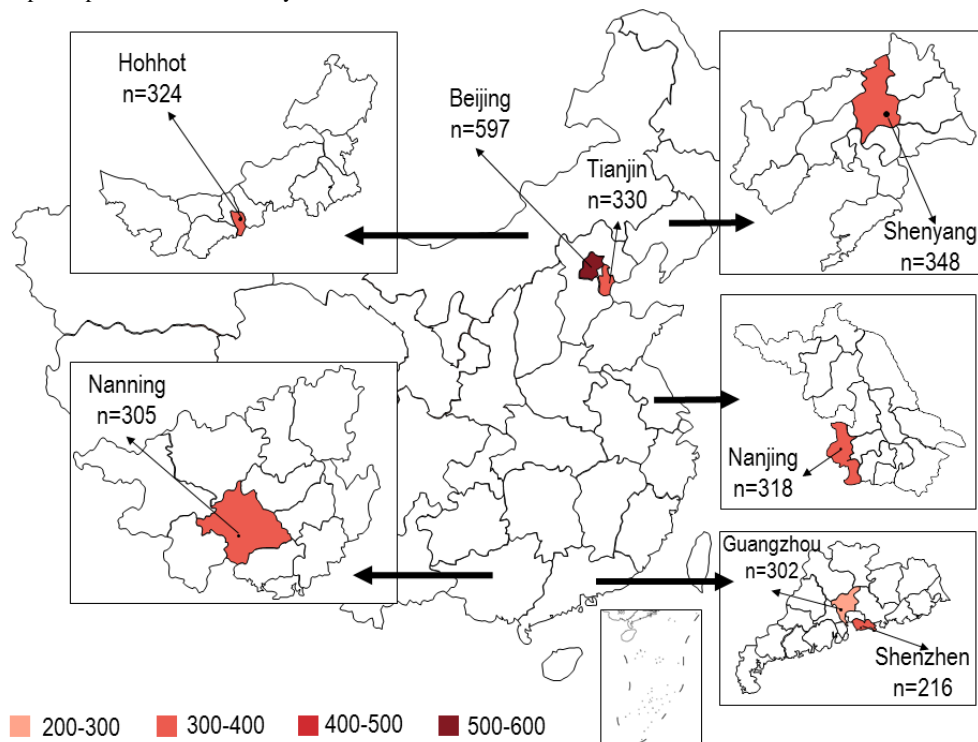 Hohhot
n=324
Beijing
n=597
Tianjin
n=330
Shenyang
n=348
Nanning
n=305
Nanjing
n=318
Guangzhou
n=302
Shenzhen
n=216
200-300
300-400
400-500
500-600